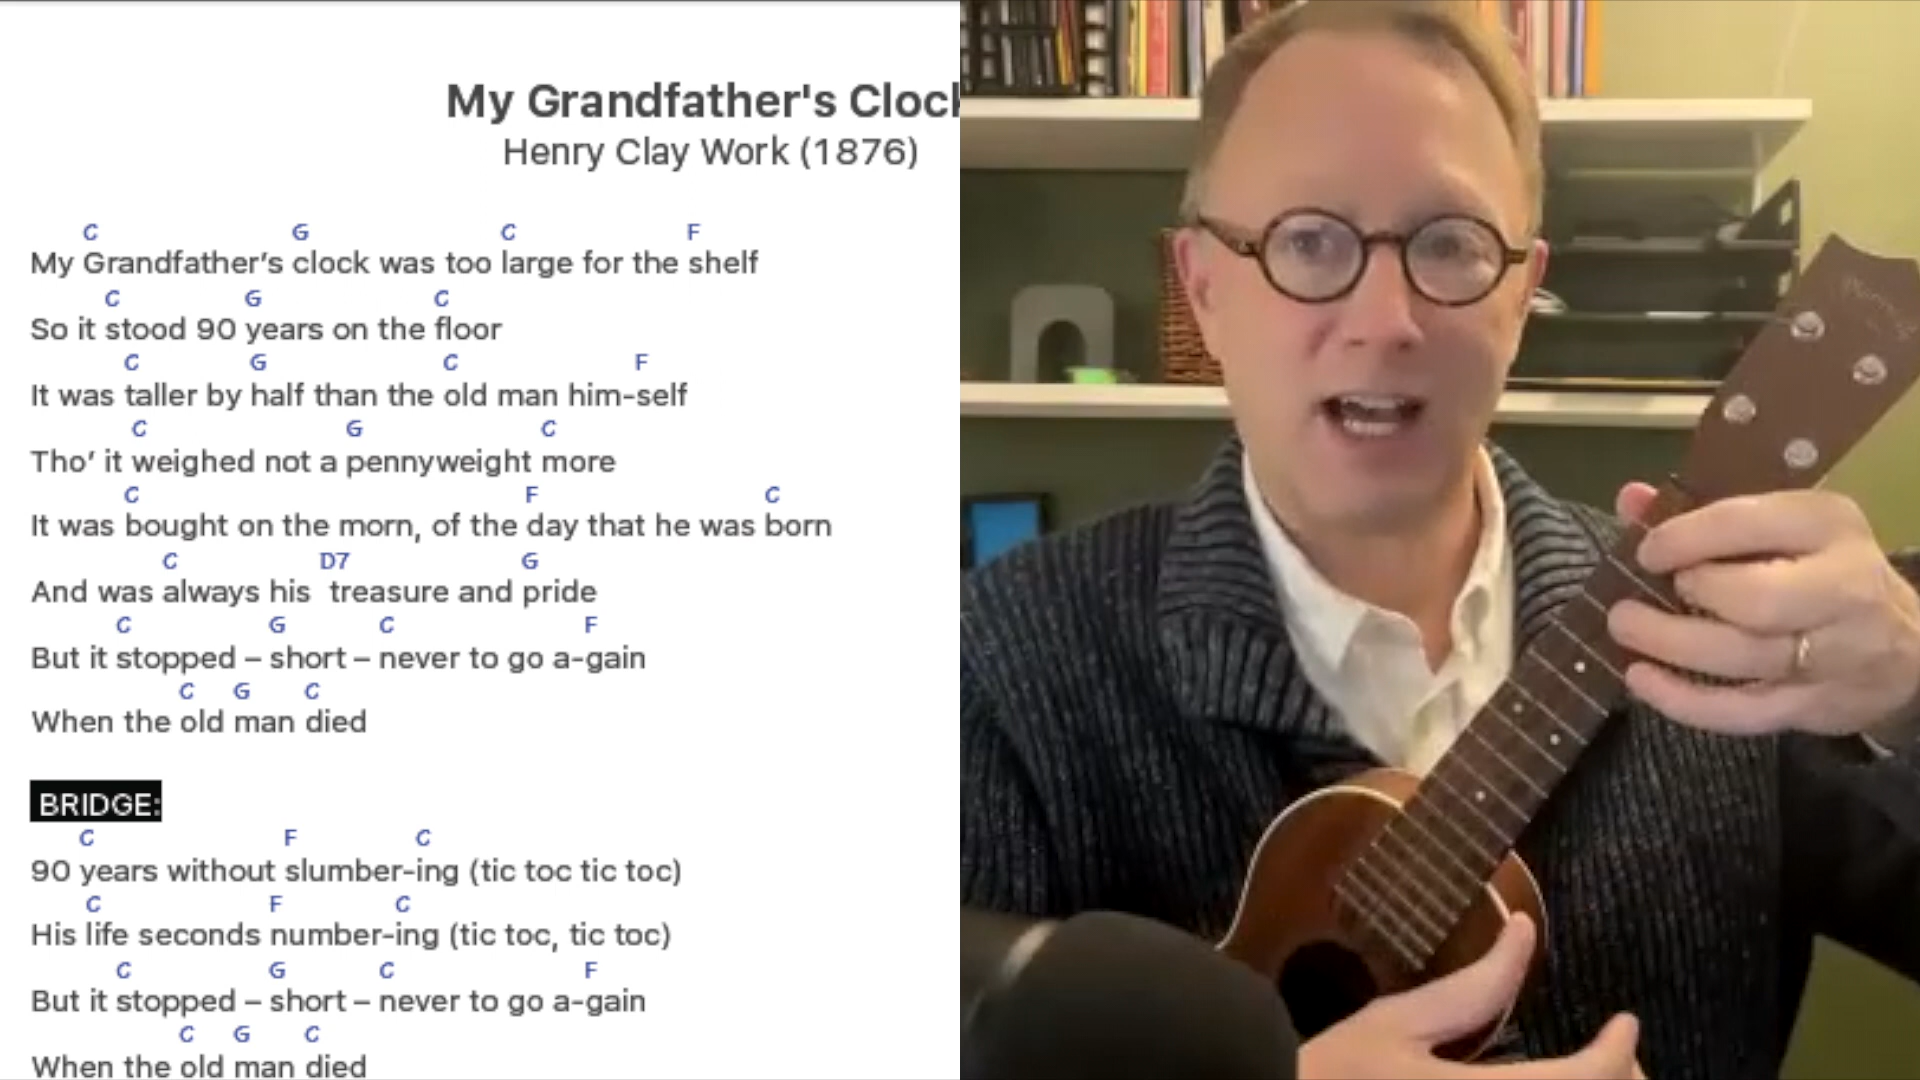 My Grandfather's Cloc
Henry Clay Work (1876)
C G C F
My Grandfather's clock was too large for the shelf
C G C
So it stood 90 years on the floor
C G C F
It was taller by half than the old man him-self
C G C
Tho' it weighed not a pennyweight more
C F C
It was bought on the morn, of the day that he was born
C D7 G
And was always his treasure and pride
C G C F
But it stopped – short – never to go a-gain
C G C
When the old man died
BRIDGE:
C F C
90 years without slumber-ing (tic toc tic toc)
C F C
His life seconds number-ing (tic toc, tic toc)
C G C F
But it stopped – short – never to go a-gain
C G C
When the old man died